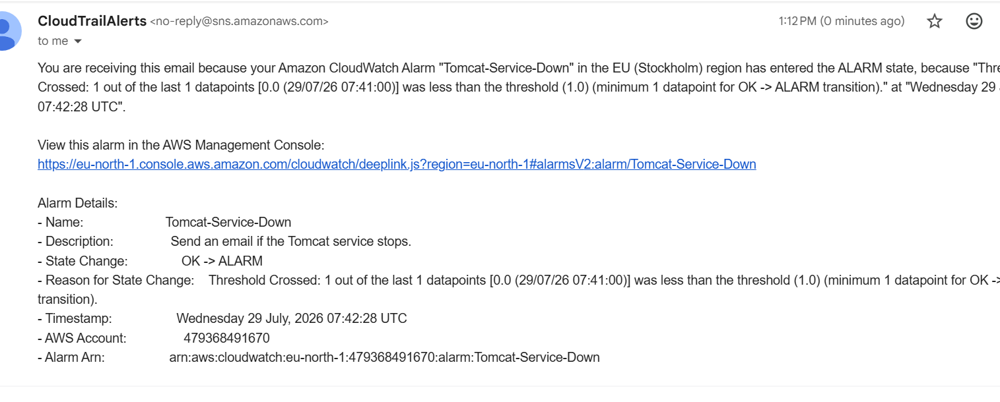 CloudTrailAlerts <no-reply@sns.amazonaws.com> 1:12 PM (0 minutes ago)
to me
You are receiving this email because your Amazon CloudWatch Alarm "Tomcat-Service-Down" in the EU (Stockholm) region has entered the ALARM state, because "Thre
Crossed: 1 out of the last 1 datapoints [0.0 (29/07/26 07:41:00)] was less than the threshold (1.0) (minimum 1 datapoint for OK -> ALARM transition)." at "Wednesday 29
07:42:28 UTC".
View this alarm in the AWS Management Console:
https://eu-north-1.console.aws.amazon.com/cloudwatch/deeplink.js?region=eu-north-1#alarmsV2:alarm/Tomcat-Service-Down
Alarm Details:
- Name: Tomcat-Service-Down
- Description: Send an email if the Tomcat service stops.
- State Change: OK -> ALARM
- Reason for State Change: Threshold Crossed: 1 out of the last 1 datapoints [0.0 (29/07/26 07:41:00)] was less than the threshold (1.0) (minimum 1 datapoint for OK ->
transition).
- Timestamp: Wednesday 29 July, 2026 07:42:28 UTC
- AWS Account: 479368491670
- Alarm Arn: arn:aws:cloudwatch:eu-north-1:479368491670:alarm:Tomcat-Service-Down